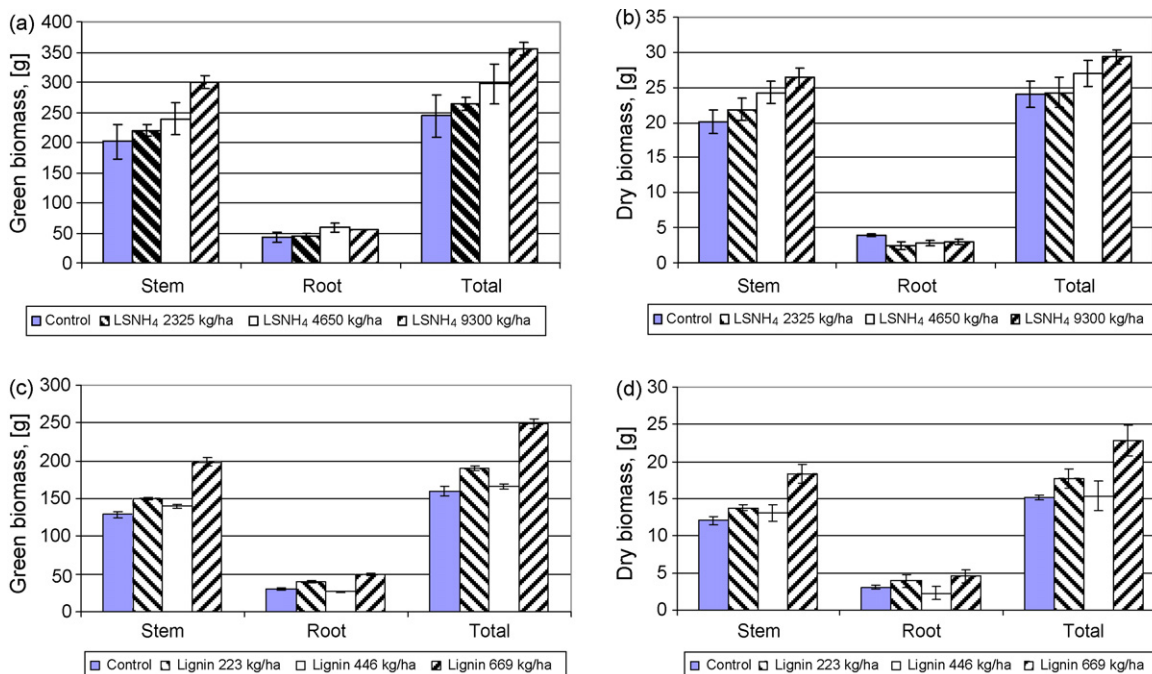 (a)
Green biomass, [g]
400
350
300
250
200
150
100
50
0
Stem Root Total
Control LSNH₄ 2325 kg/ha LSNH₄ 4650 kg/ha LSNH₄ 9300 kg/ha
(b)
Dry biomass, [g]
35
30
25
20
15
10
5
0
Stem Root Total
Control LSNH₄ 2325 kg/ha LSNH₄ 4650 kg/ha LSNH₄ 9300 kg/ha
(c)
Green biomass, [g]
300
250
200
150
100
50
0
Stem Root Total
Control Lignin 223 kg/ha Lignin 446 kg/ha Lignin 669 kg/ha
(d)
Dry biomass, [g]
30
25
20
15
10
5
0
Stem Root Total
Control Lignin 223 kg/ha Lignin 446 kg/ha Lignin 669 kg/ha